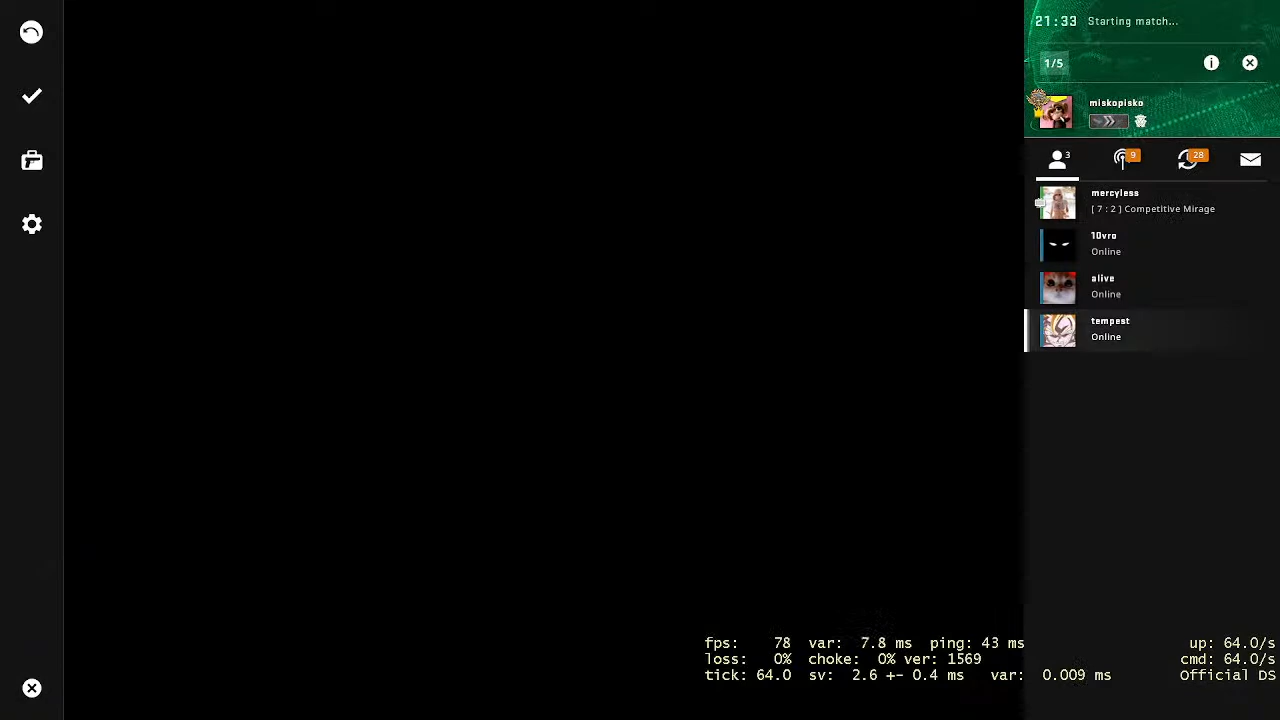 21:33 Starting match...
1/5
miskopisko
3 9 28
mercyless
[ 7 : 2 ] Competitive Mirage
10vro
Online
alive
Online
tempest
Online
fps: 78 var: 7.8 ms ping: 43 ms up: 64.0/s
loss: 0% choke: 0% ver: 1569 cmd: 64.0/s
tick: 64.0 sv: 2.6 +- 0.4 ms var: 0.009 ms Official DS